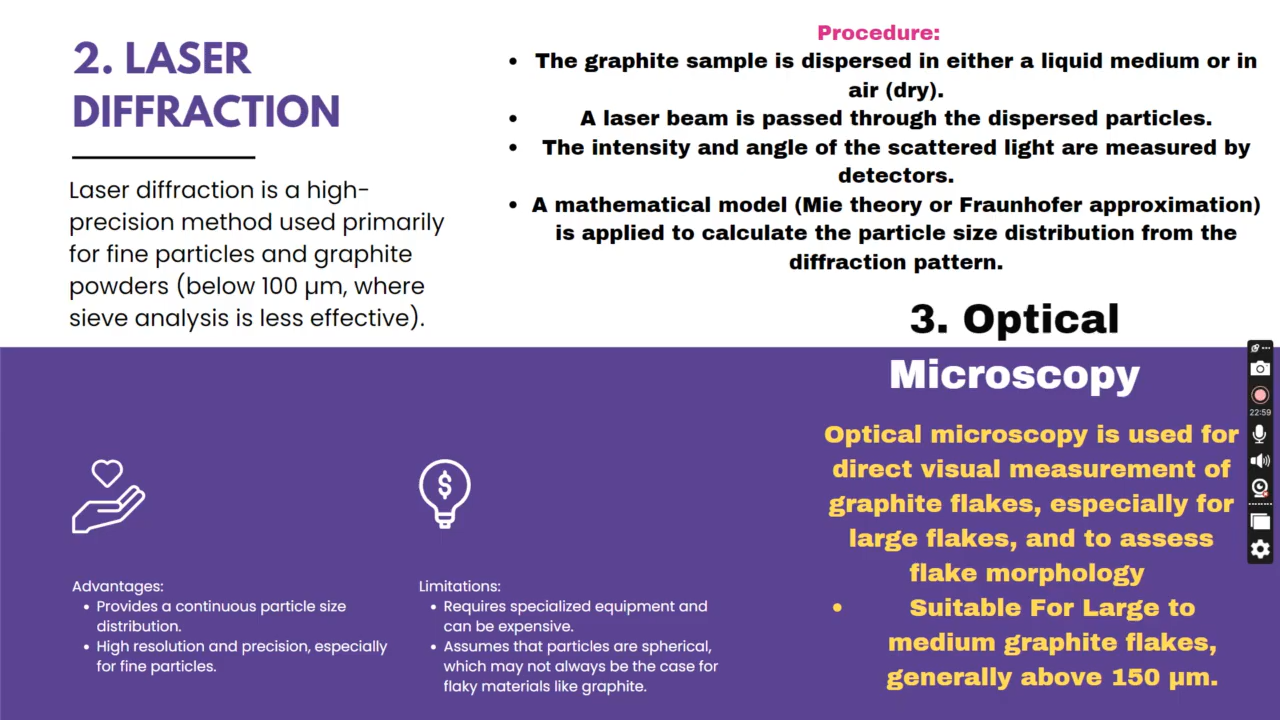 2. LASER
DIFFRACTION
Laser diffraction is a high-
precision method used primarily
for fine particles and graphite
powders (below 100 µm, where
sieve analysis is less effective).
Procedure:
• The graphite sample is dispersed in either a liquid medium or in
air (dry).
• A laser beam is passed through the dispersed particles.
• The intensity and angle of the scattered light are measured by
detectors.
• A mathematical model (Mie theory or Fraunhofer approximation)
is applied to calculate the particle size distribution from the
diffraction pattern.
Advantages:
• Provides a continuous particle size
distribution.
• High resolution and precision, especially
for fine particles.
$
Limitations:
• Requires specialized equipment and
can be expensive.
• Assumes that particles are spherical,
which may not always be the case for
flaky materials like graphite.
3. Optical
Microscopy
Optical microscopy is used for
direct visual measurement of
graphite flakes, especially for
large flakes, and to assess
flake morphology
• Suitable For Large to
medium graphite flakes,
generally above 150 µm.
22:59